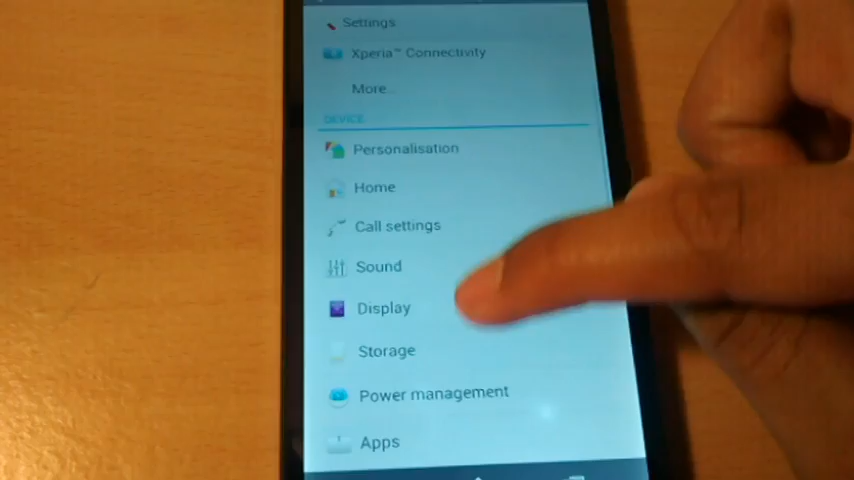 Settings
Xperia™ Connectivity
More...
DEVICE
Personalisation
Home
Call settings
Sound
Display
Storage
Power management
Apps